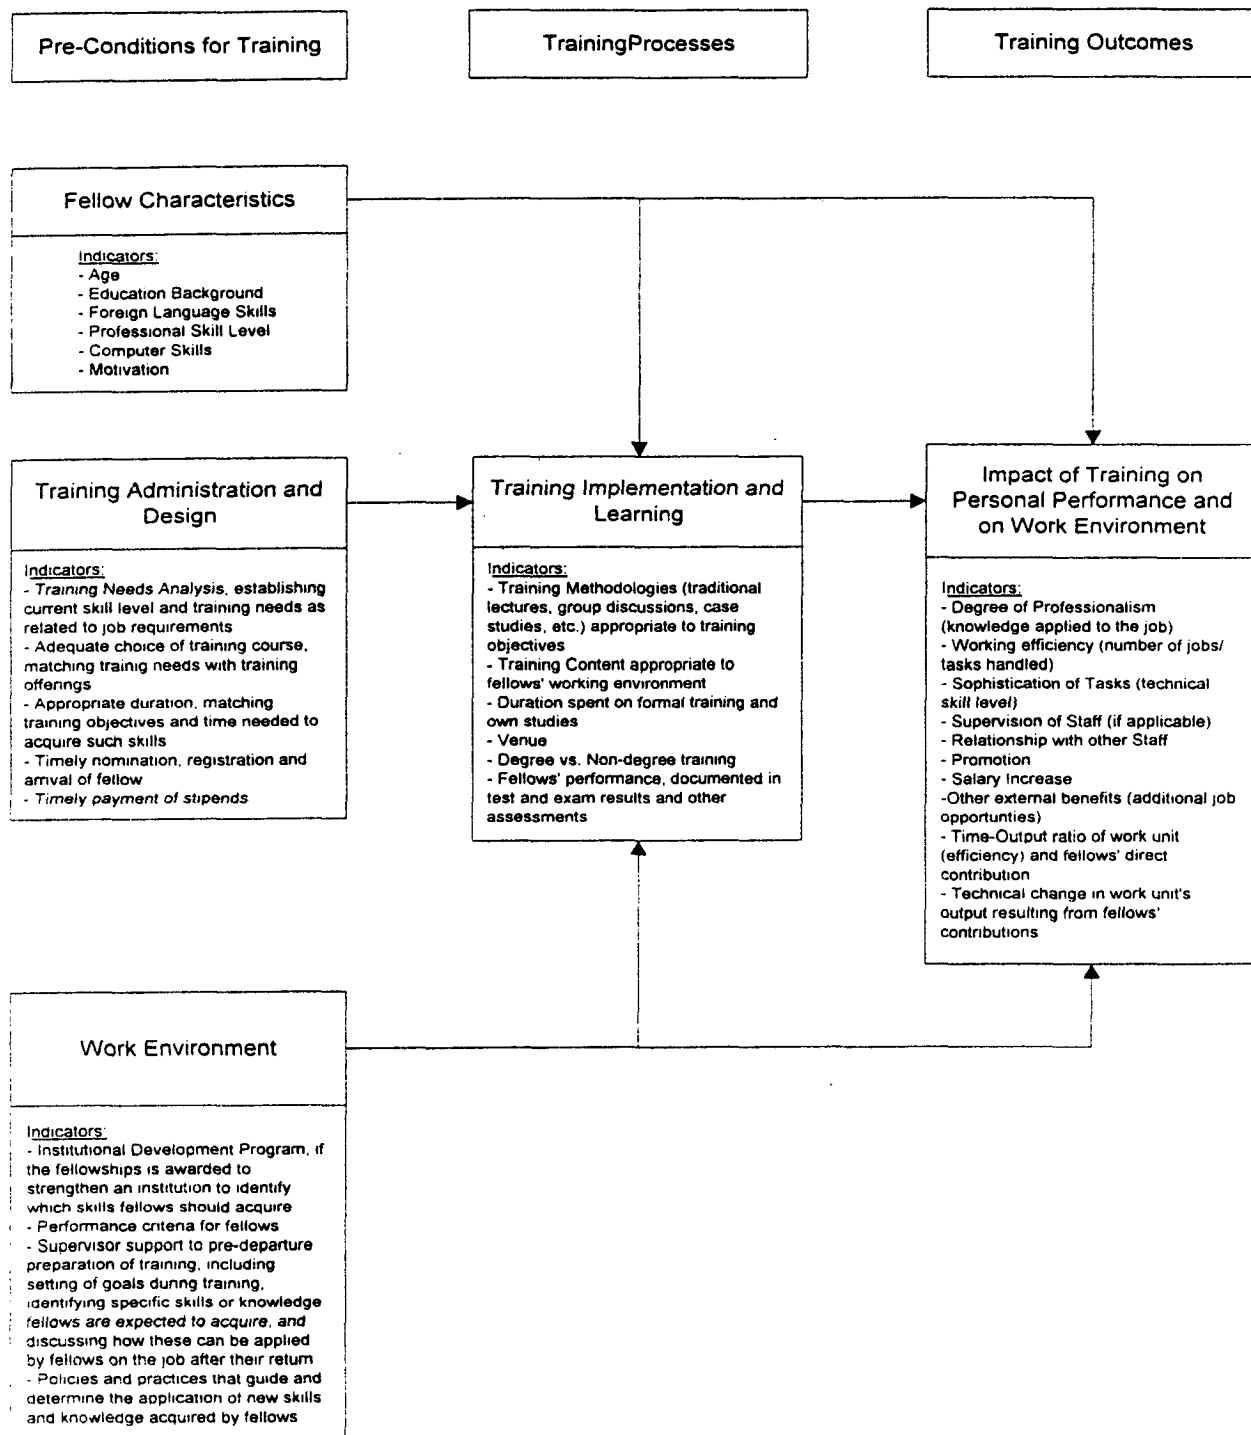 Pre-Conditions for Training
TrainingProcesses
Training Outcomes
Fellow Characteristics
Indicators:
- Age
- Education Background
- Foreign Language Skills
- Professional Skill Level
- Computer Skills
- Motivation
Training Administration and
Design
Indicators:
- Training Needs Analysis, establishing
current skill level and training needs as
related to job requirements
- Adequate choice of training course,
matching trainig needs with training
offerings
- Appropriate duration, matching
training objectives and time needed to
acquire such skills
- Timely nomination, registration and
arrival of fellow
- Timely payment of stipends
Training Implementation and
Learning
Indicators:
- Training Methodologies (traditional
lectures, group discussions, case
studies, etc.) appropriate to training
objectives
- Training Content appropriate to
fellows' working environment
- Duration spent on formal training and
own studies
- Venue
- Degree vs. Non-degree training
- Fellows' performance, documented in
test and exam results and other
assessments
Impact of Training on
Personal Performance and
on Work Environment
Indicators:
- Degree of Professionalism
(knowledge applied to the job)
- Working efficiency (number of jobs/
tasks handled)
- Sophistication of Tasks (technical
skill level)
- Supervision of Staff (if applicable)
- Relationship with other Staff
- Promotion
- Salary Increase
-Other external benefits (additional job
opportunties)
- Time-Output ratio of work unit
(efficiency) and fellows' direct
contribution
- Technical change in work unit's
output resulting from fellows'
contributions
Work Environment
Indicators:
- Institutional Development Program, if
the fellowships is awarded to
strengthen an institution to identify
which skills fellows should acquire
- Performance criteria for fellows
- Supervisor support to pre-departure
preparation of training, including
setting of goals during training,
identifying specific skills or knowledge
fellows are expected to acquire, and
discussing how these can be applied
by fellows on the job after their return
- Policies and practices that guide and
determine the application of new skills
and knowledge acquired by fellows